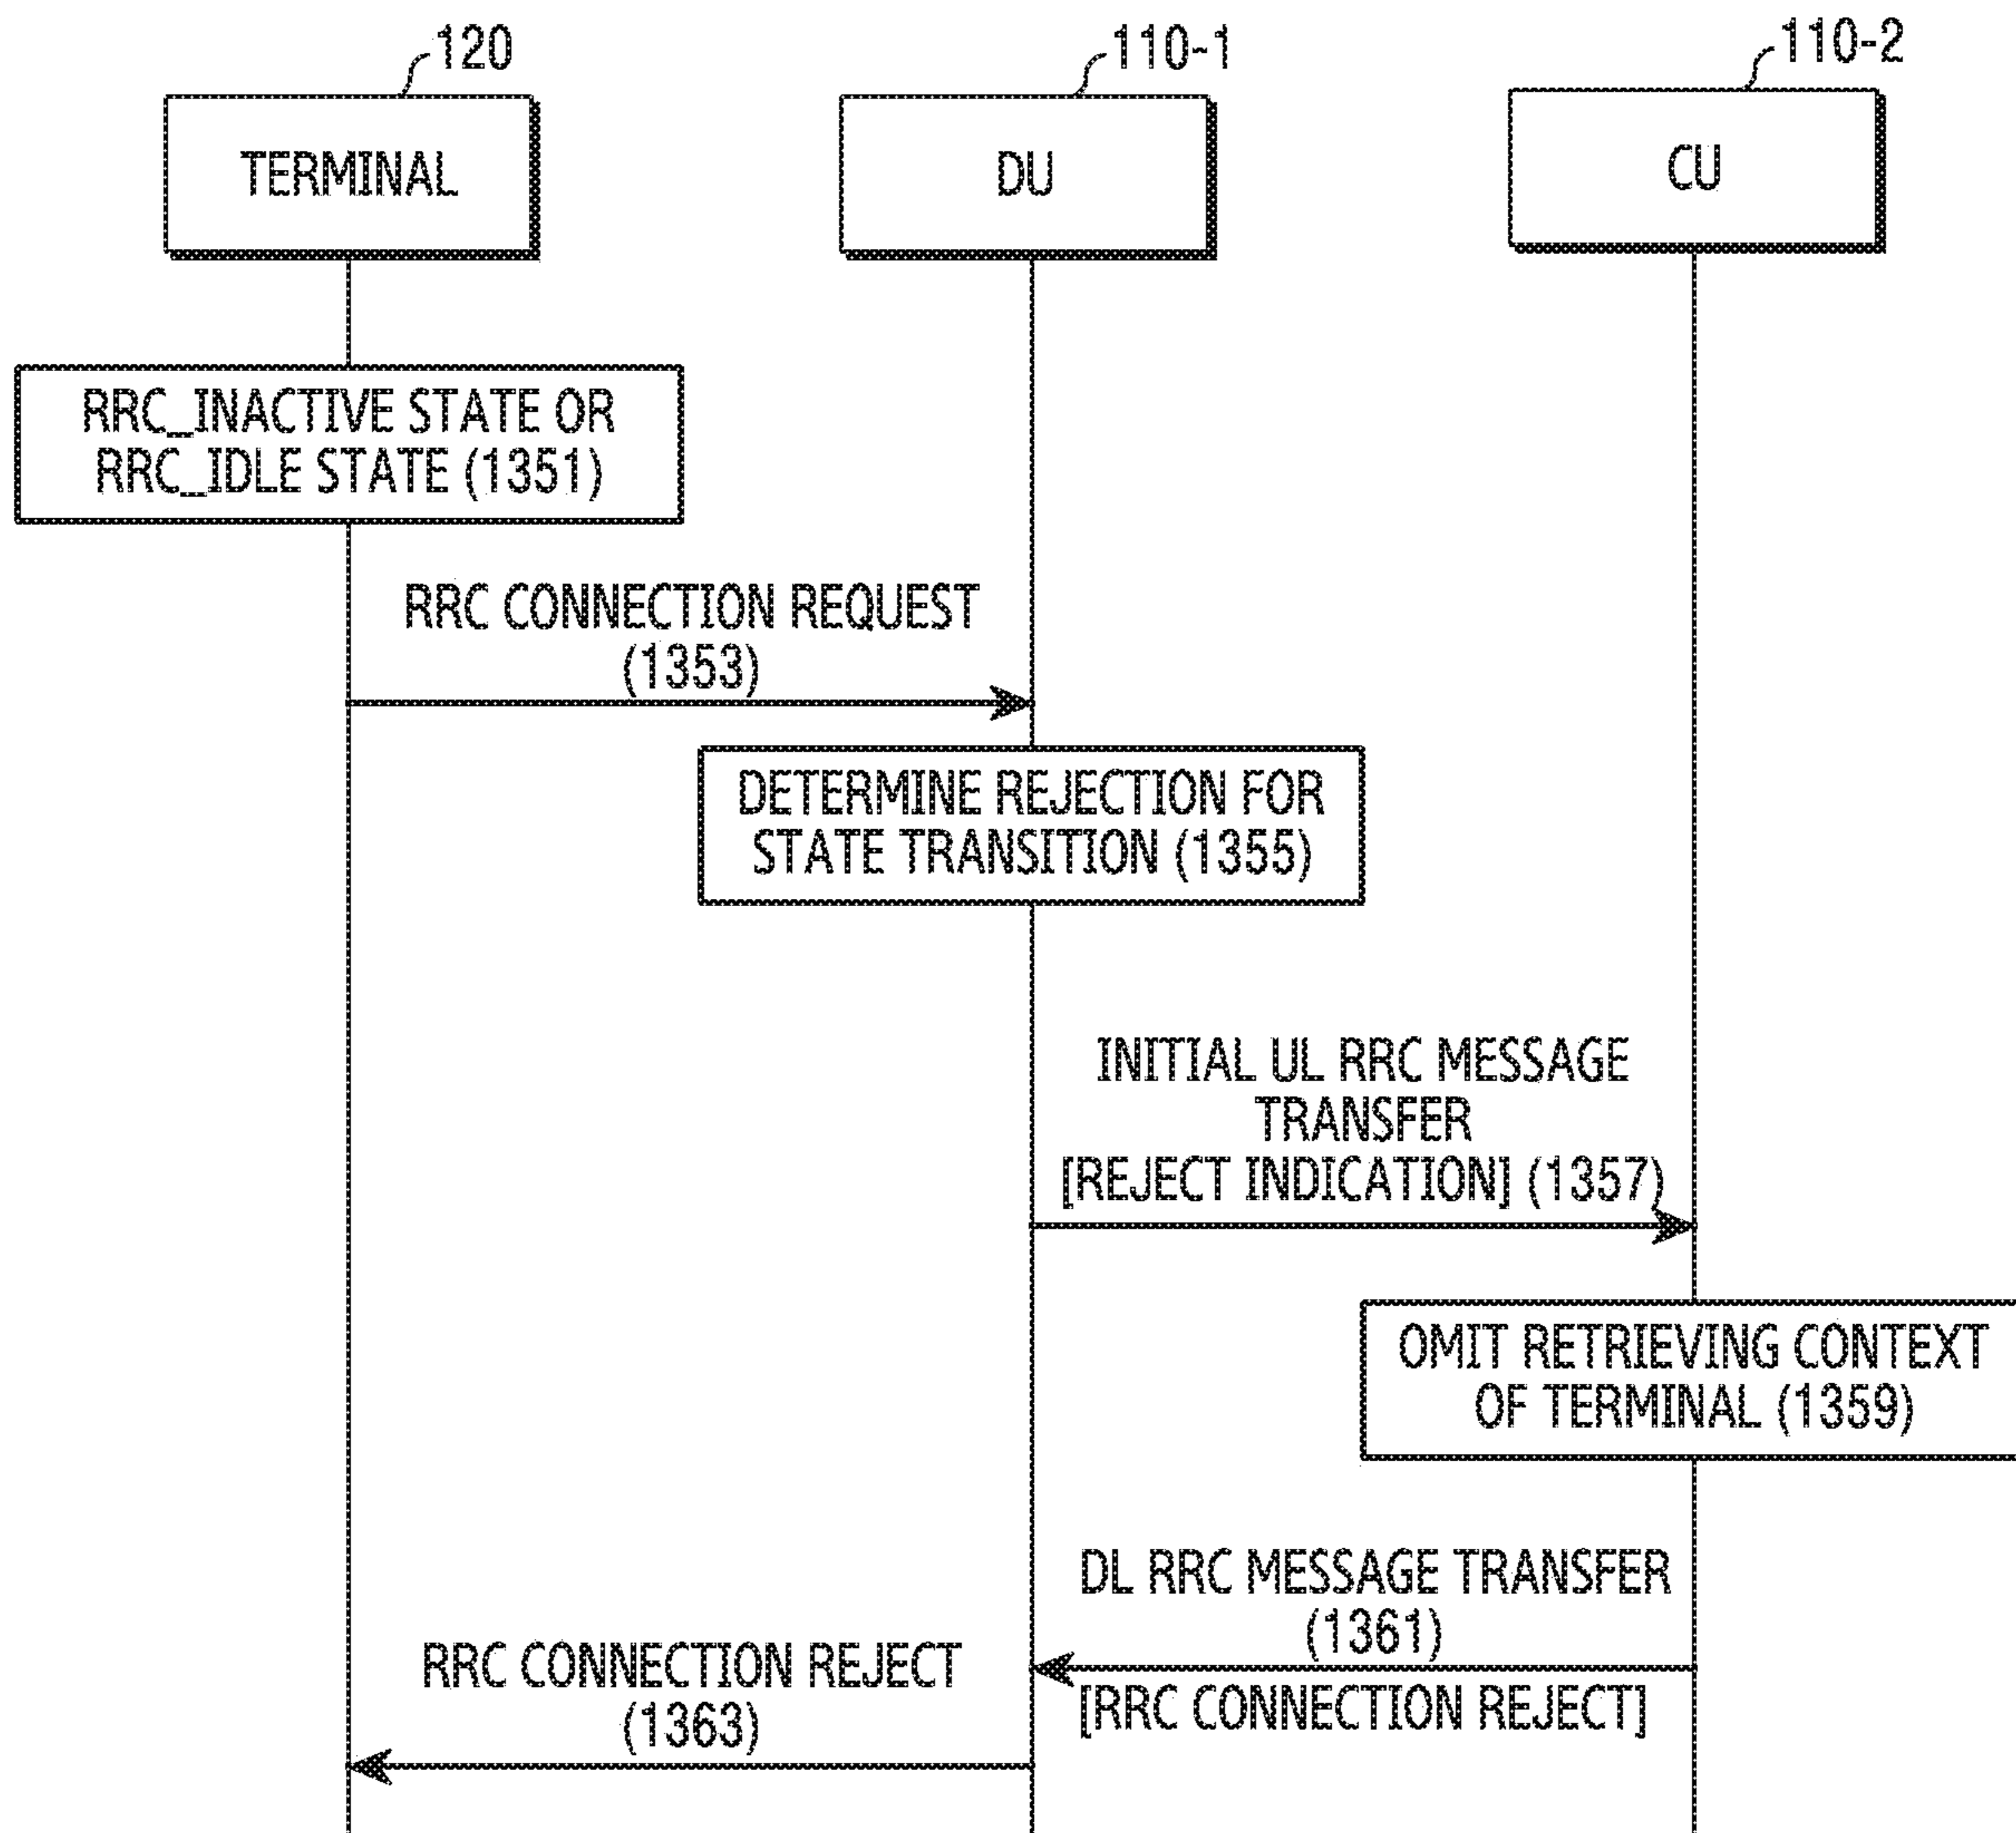 120
110-1
110-2
TERMINAL
DU
CU
RRC_INACTIVE STATE OR
RRC_IDLE STATE (1351)
RRC CONNECTION REQUEST
(1353)
DETERMINE REJECTION FOR
STATE TRANSITION (1355)
INITIAL UL RRC MESSAGE
TRANSFER
[REJECT INDICATION] (1357)
OMIT RETRIEVING CONTEXT
OF TERMINAL (1359)
DL RRC MESSAGE TRANSFER
(1361)
[RRC CONNECTION REJECT]
RRC CONNECTION REJECT
(1363)